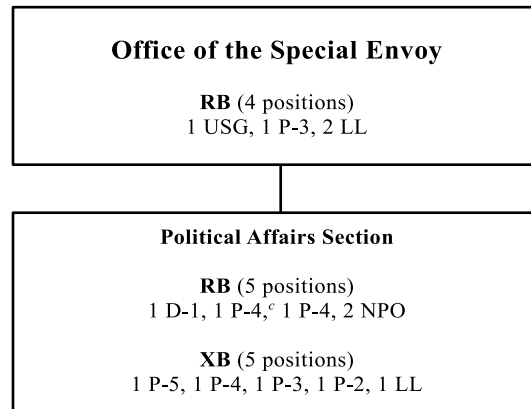 Office of the Special Envoy
RB (4 positions)
1 USG, 1 P-3, 2 LL
Political Affairs Section
RB (5 positions)
1 D-1, 1 P-4,c 1 P-4, 2 NPO
XB (5 positions)
1 P-5, 1 P-4, 1 P-3, 1 P-2, 1 LL